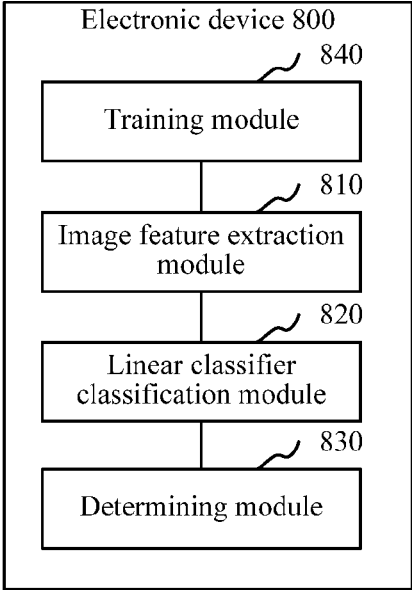 Electronic device 800
840
Training module
810
Image feature extraction
module
820
Linear classifier
classification module
830
Determining module